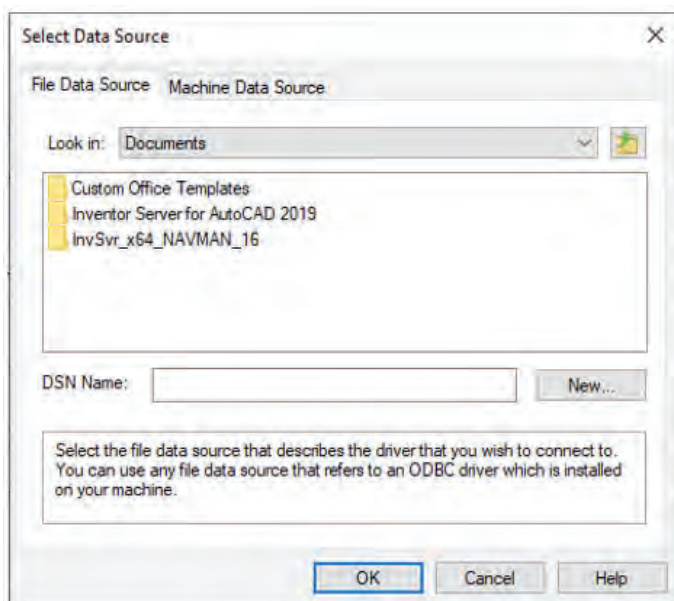 Select Data Source
File Data Source
Machine Data Source
Look in:
Documents
Custom Office Templates
Inventor Server for AutoCAD 2019
InvSvr_x64_NAVMAN_16
DSN Name:
New...
Select the file data source that describes the driver that you wish to connect to.
You can use any file data source that refers to an ODBC driver which is installed
on your machine.
OK
Cancel
Help